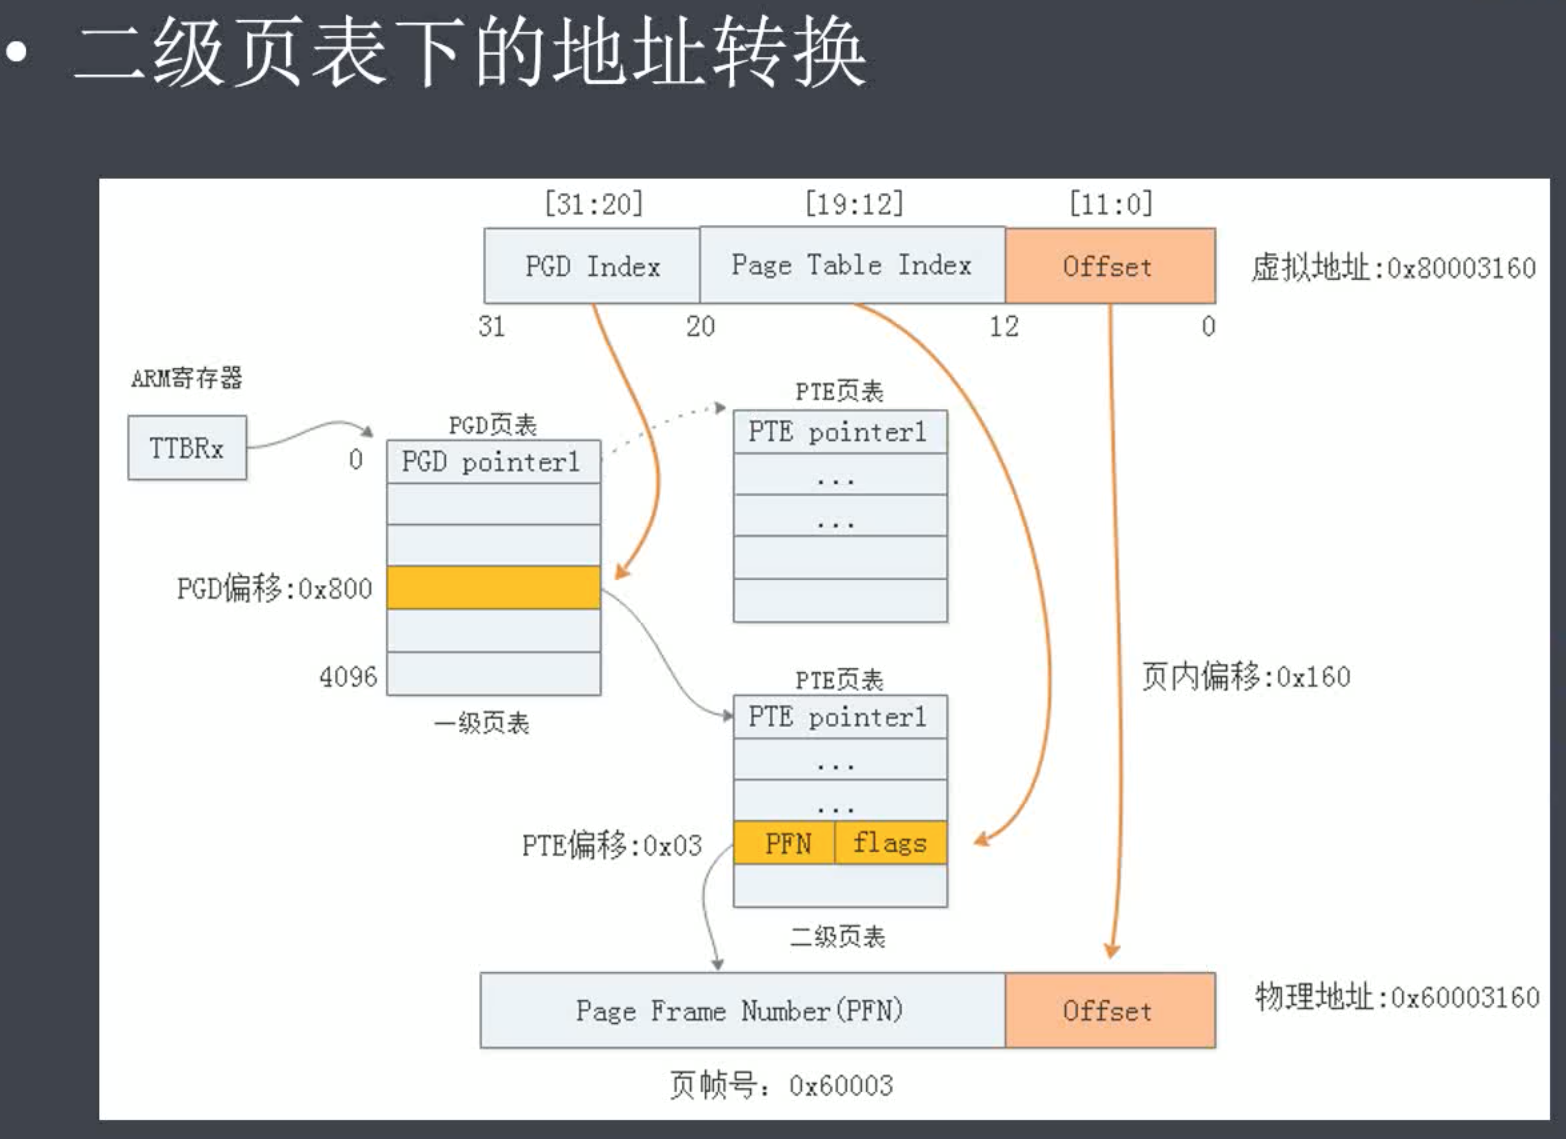 • 二级页表下的地址转换
[31:20] [19:12] [11:0]
PGD Index Page Table Index Offset 虚拟地址:0x80003160
31 20 12 0
ARM寄存器
TTBRx
PGD页表
0 PGD pointer1
PGD偏移:0x800
4096
一级页表
PTE页表
PTE pointer1
...
...
PTE页表
PTE pointer1
...
...
PTE偏移:0x03 PFN flags
二级页表
页内偏移:0x160
Page Frame Number(PFN) Offset 物理地址:0x60003160
页帧号：0x60003